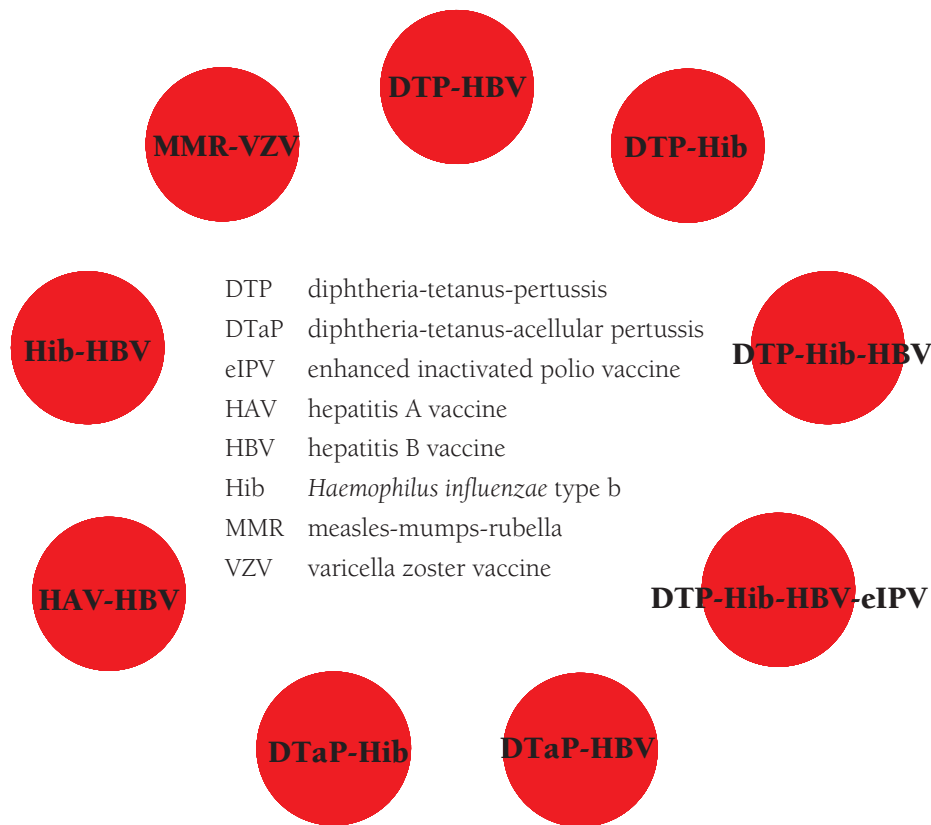 DTP-HBV
MMR-VZV
DTP-Hib
DTP diphtheria-tetanus-pertussis
DTaP diphtheria-tetanus-acellular pertussis
eIPV enhanced inactivated polio vaccine
HAV hepatitis A vaccine
HBV hepatitis B vaccine
Hib Haemophilus influenzae type b
MMR measles-mumps-rubella
VZV varicella zoster vaccine
Hib-HBV
DTP-Hib-HBV
HAV-HBV
DTP-Hib-HBV-eIPV
DTaP-Hib
DTaP-HBV